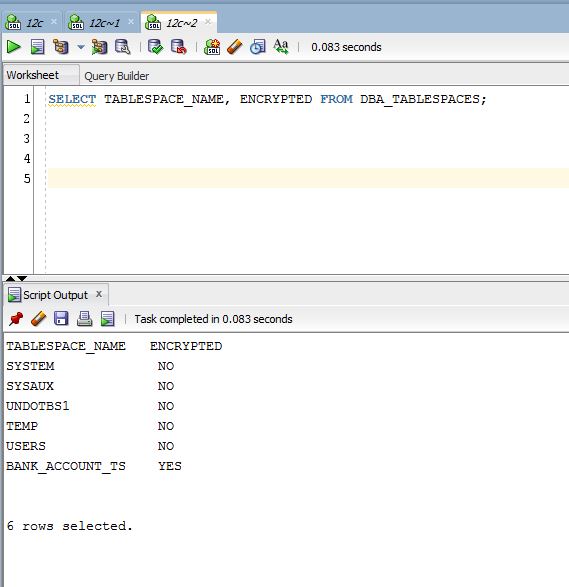 12c 12c~1 12c~2
0.083 seconds
Worksheet Query Builder
1 SELECT TABLESPACE_NAME, ENCRYPTED FROM DBA_TABLESPACES;
2
3
4
5
Script Output x
Task completed in 0.083 seconds
TABLESPACE_NAME ENCRYPTED
SYSTEM NO
SYSAUX NO
UNDOTBS1 NO
TEMP NO
USERS NO
BANK_ACCOUNT_TS YES
6 rows selected.